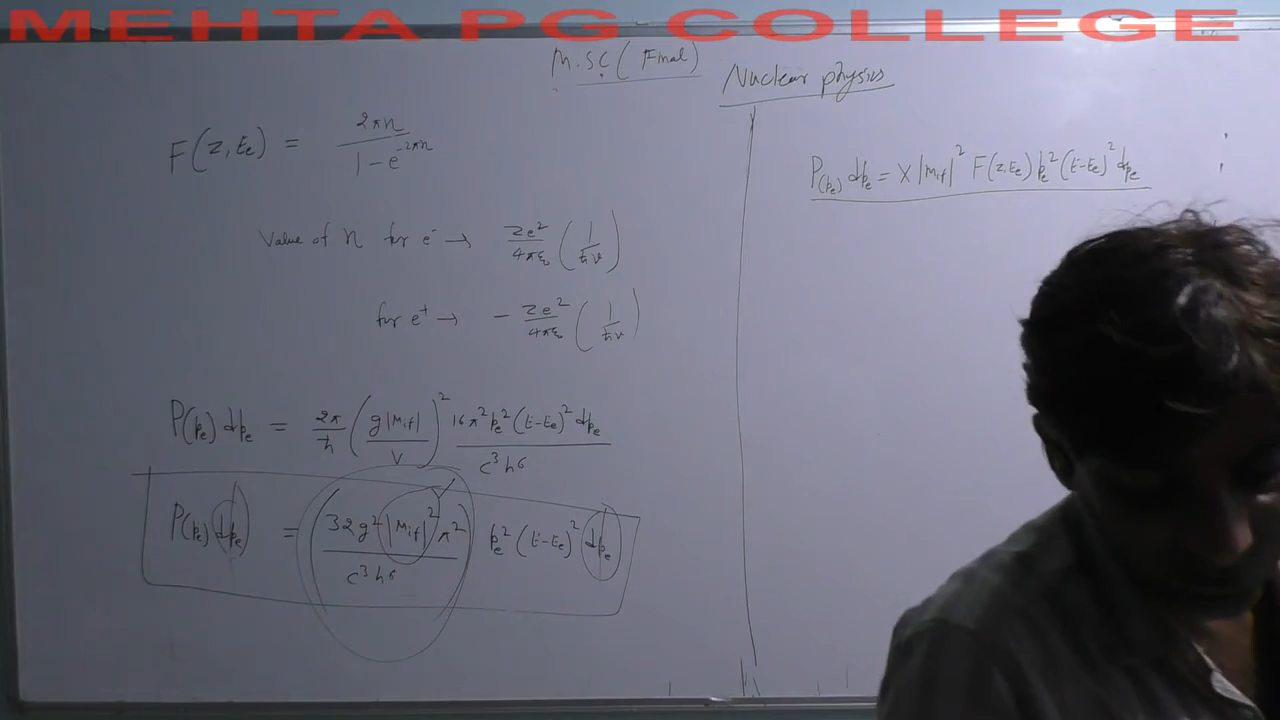 MEHTA PG COLLEGE
M.SC (Final)
Nuclear physics
F(Z,Ee) = 2πn / 1 - e^-2πn
Value of n for e⁻ → Ze²/4πε₀ (1/ħv)
for e⁺ → - Ze²/4πε₀ (1/ħv)
P(pe) dpe = 2π/ħ (g|Mif|/V)² 16π²pe²(E-Ee)²dpe / c³h⁶
P(pe) dpe = (32g²|Mif|²π² / c³h⁶) pe²(E-Ee)² dpe
P(pe) dpe = X |Mif|² F(Z,Ee) pe²(E-Ee)² dpe